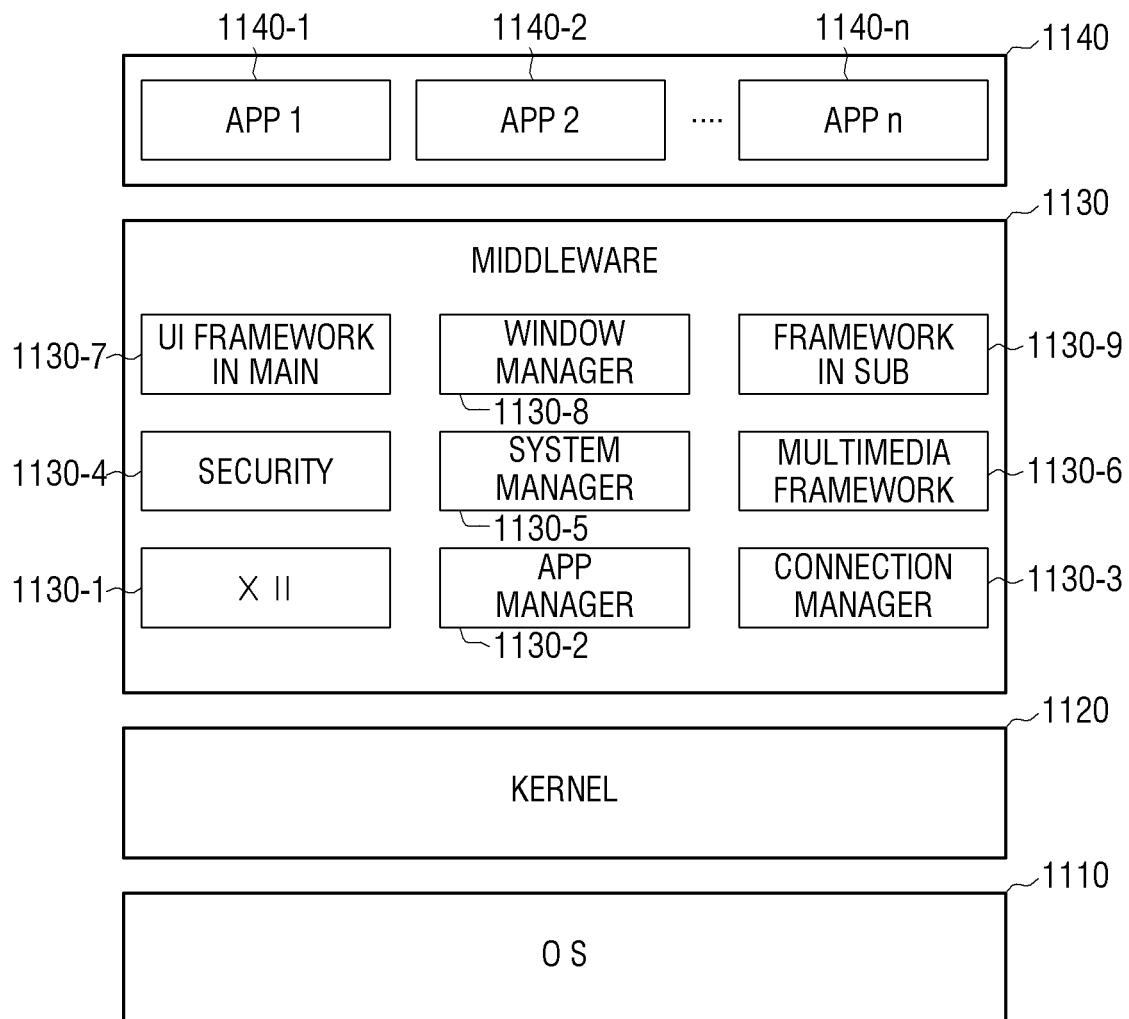 1140-1 1140-2 1140-n 1140
APP 1 APP 2 .... APP n
1130
MIDDLEWARE
1130-7 UI FRAMEWORK WINDOW FRAMEWORK 1130-9
IN MAIN MANAGER IN SUB
1130-8
1130-4 SECURITY SYSTEM MULTIMEDIA 1130-6
MANAGER FRAMEWORK
1130-5
1130-1 X II APP CONNECTION 1130-3
MANAGER MANAGER
1130-2
1120
KERNEL
1110
O S